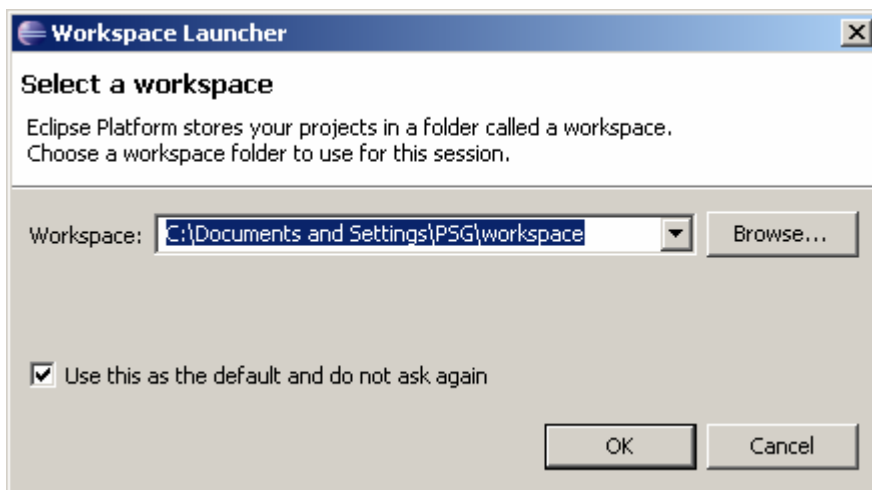 Workspace Launcher
Select a workspace
Eclipse Platform stores your projects in a folder called a workspace.
Choose a workspace folder to use for this session.
Workspace: C:\Documents and Settings\PSG\workspace Browse...
Use this as the default and do not ask again
OK Cancel